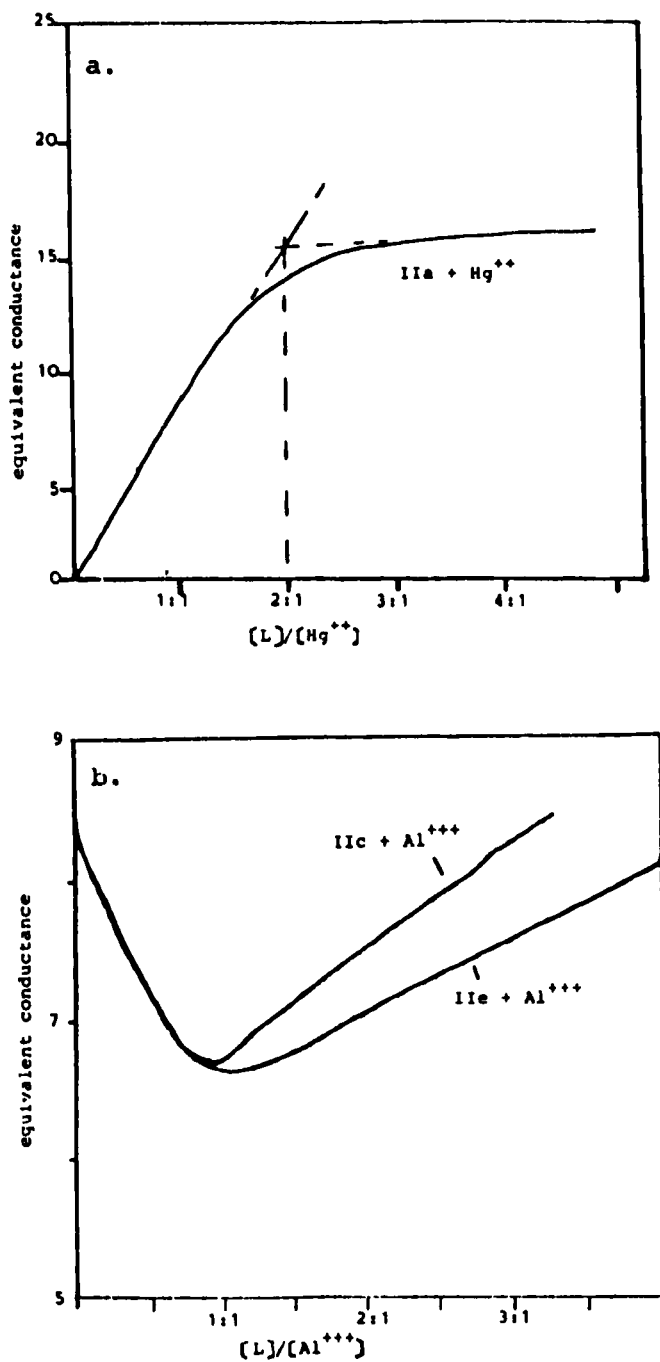 25
a.
20
15
IIa + Hg++
10
5
0
equivalent conductance
1:1 2:1 3:1 4:1
[L]/[Hg++]
9
b.
IIc + Al+++
7
IIe + Al+++
5
equivalent conductance
1:1 2:1 3:1
[L]/[Al+++]